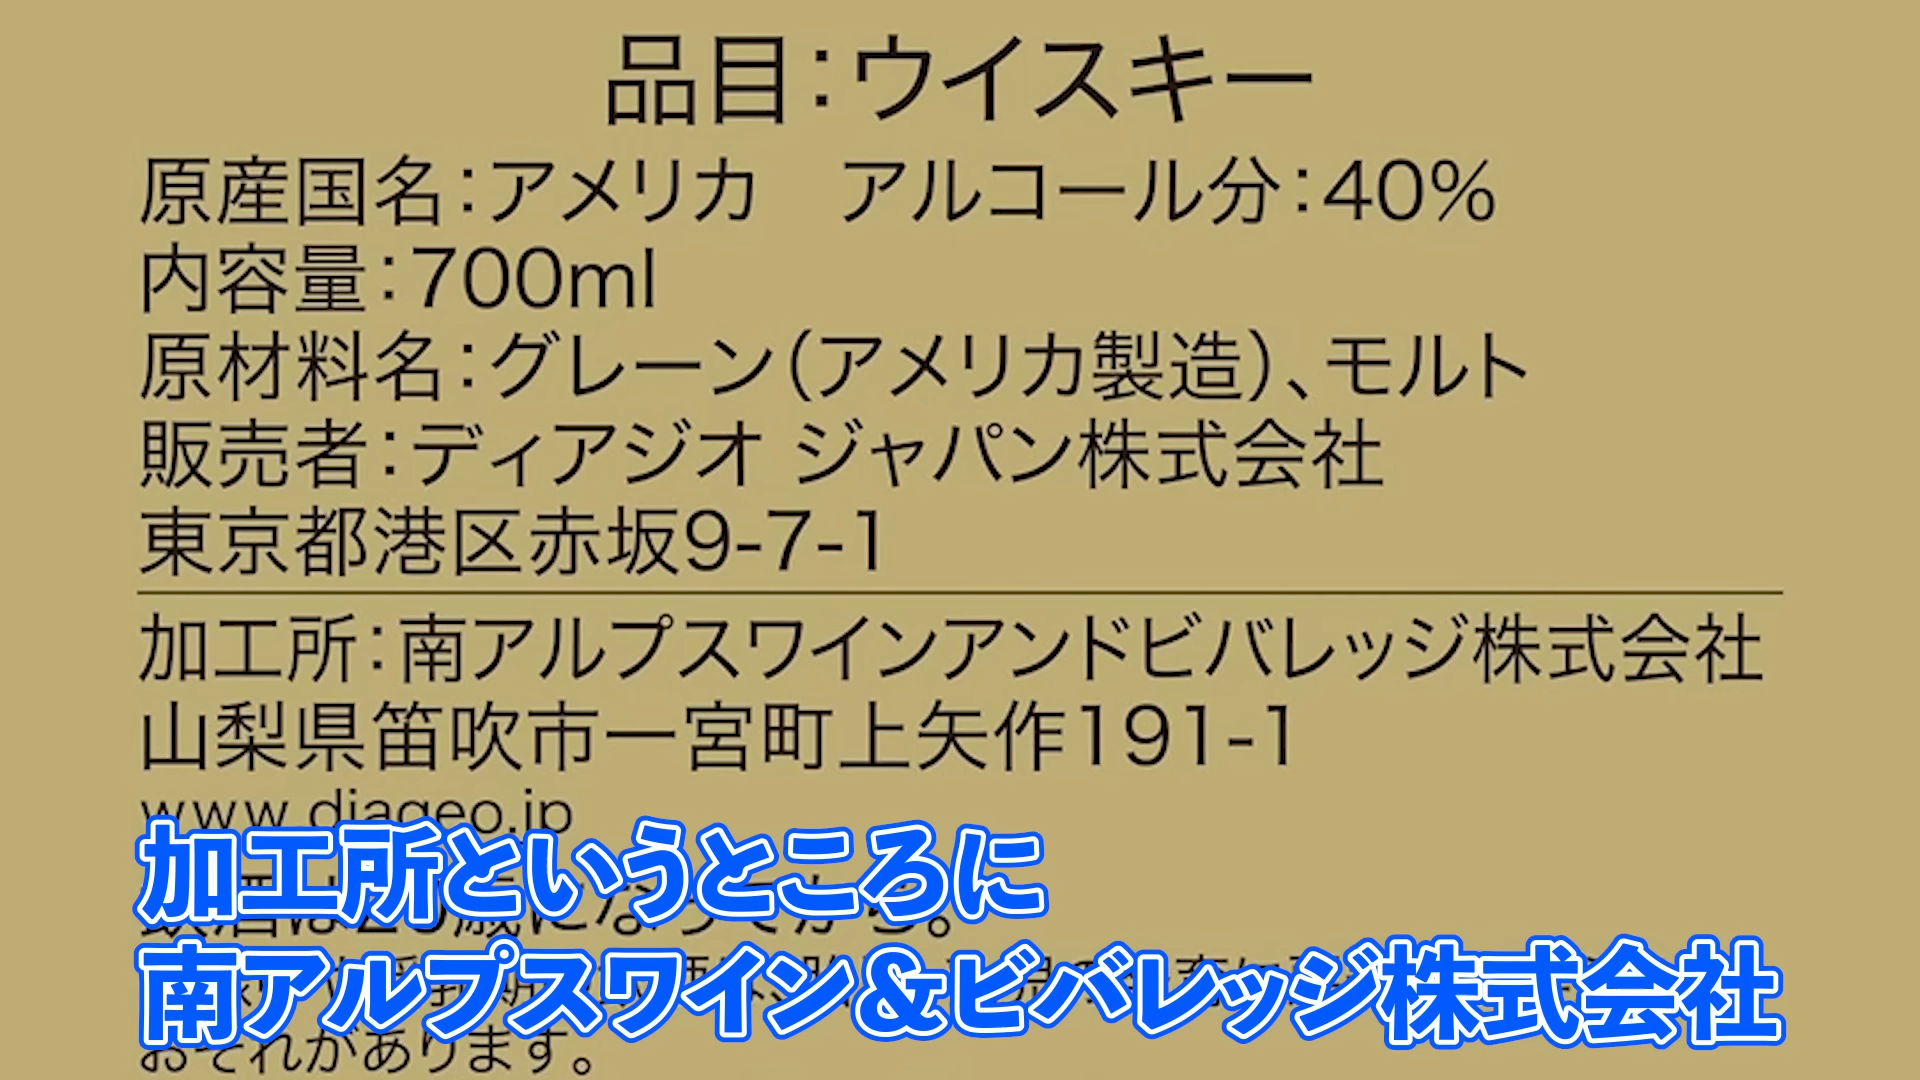 品目：ウイスキー
原産国名：アメリカ　アルコール分：40%
内容量：700ml
原材料名：グレーン（アメリカ製造）、モルト
販売者：ディアジオ ジャパン株式会社
東京都港区赤坂9-7-1
加工所：南アルプスワインアンドビバレッジ株式会社
山梨県笛吹市一宮町上矢作191-1
www.diageo.jp
加工所というところに
南アルプスワイン＆ビバレッジ株式会社
おそれがあります。